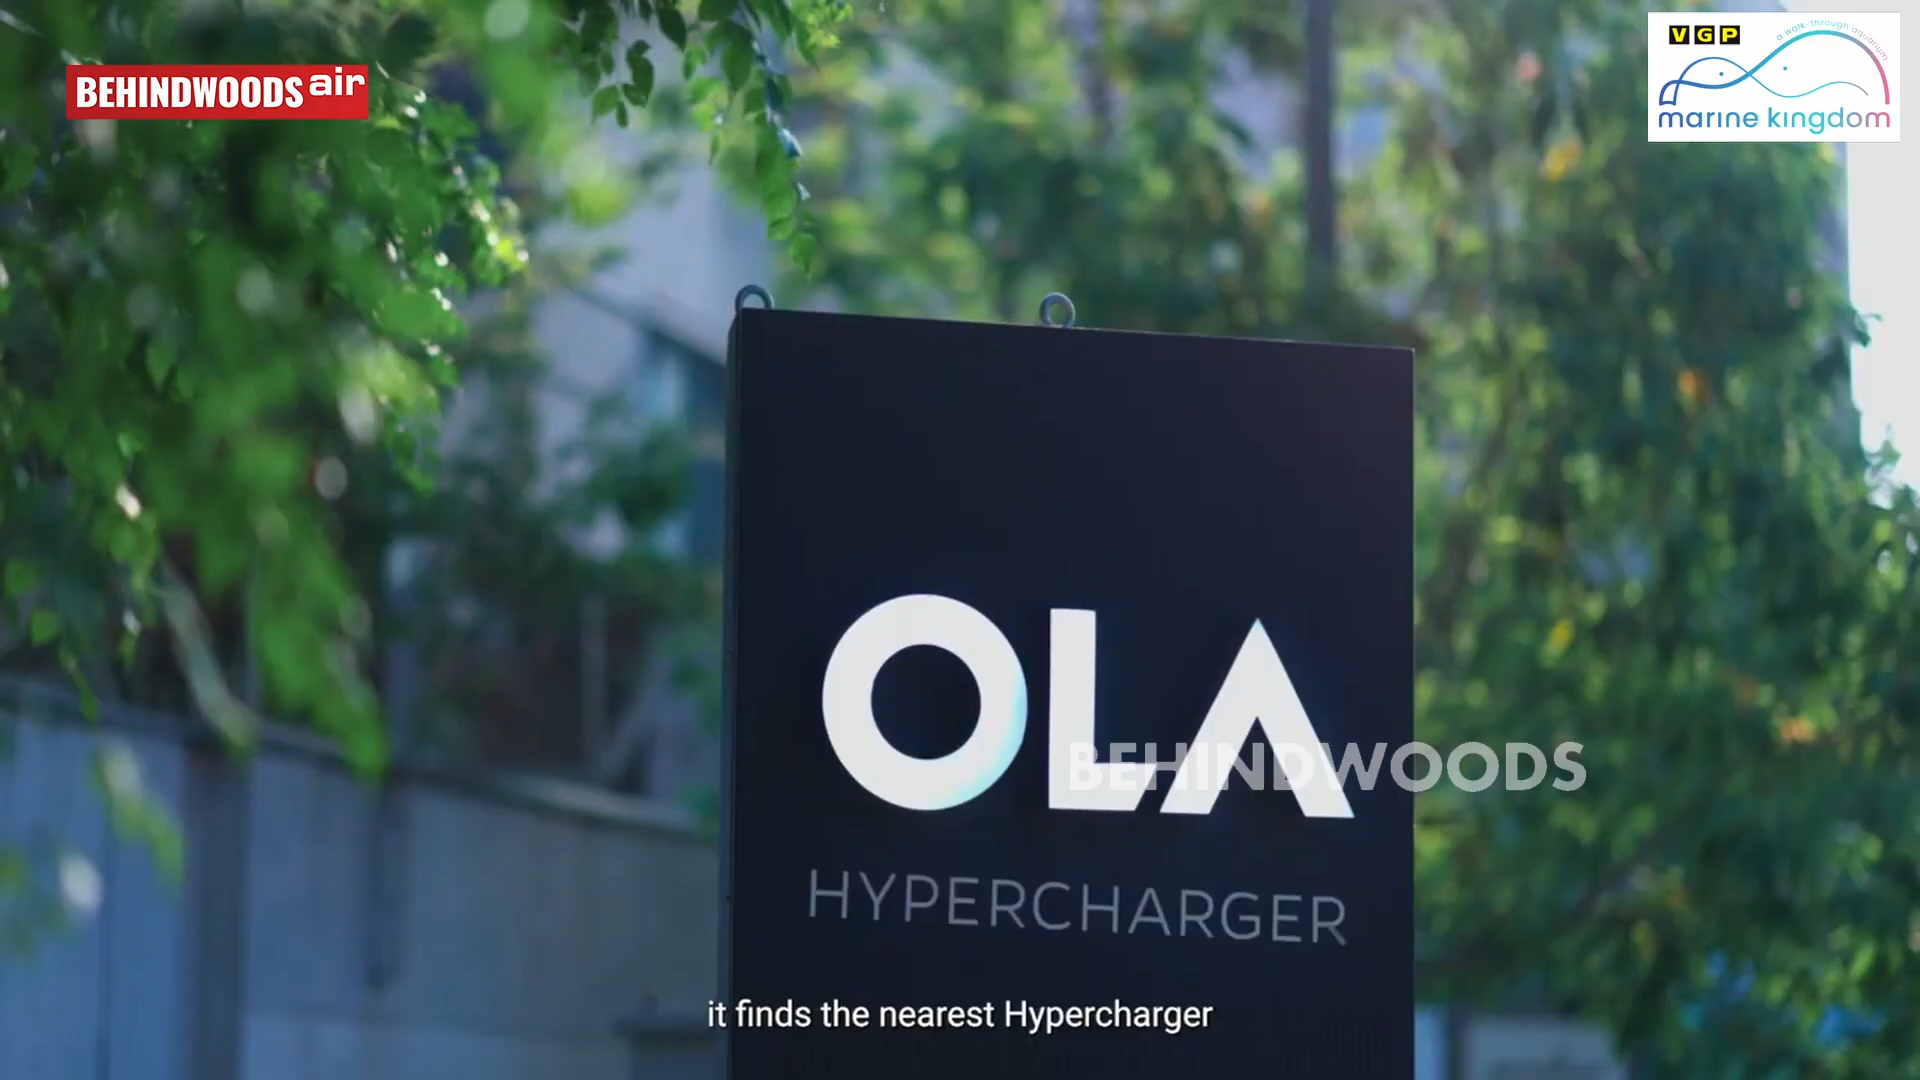 BEHINDWOODS air
VGP
a walk-through aquarium
marine kingdom
OLA
BEHINDWOODS
HYPERCHARGER
it finds the nearest Hypercharger